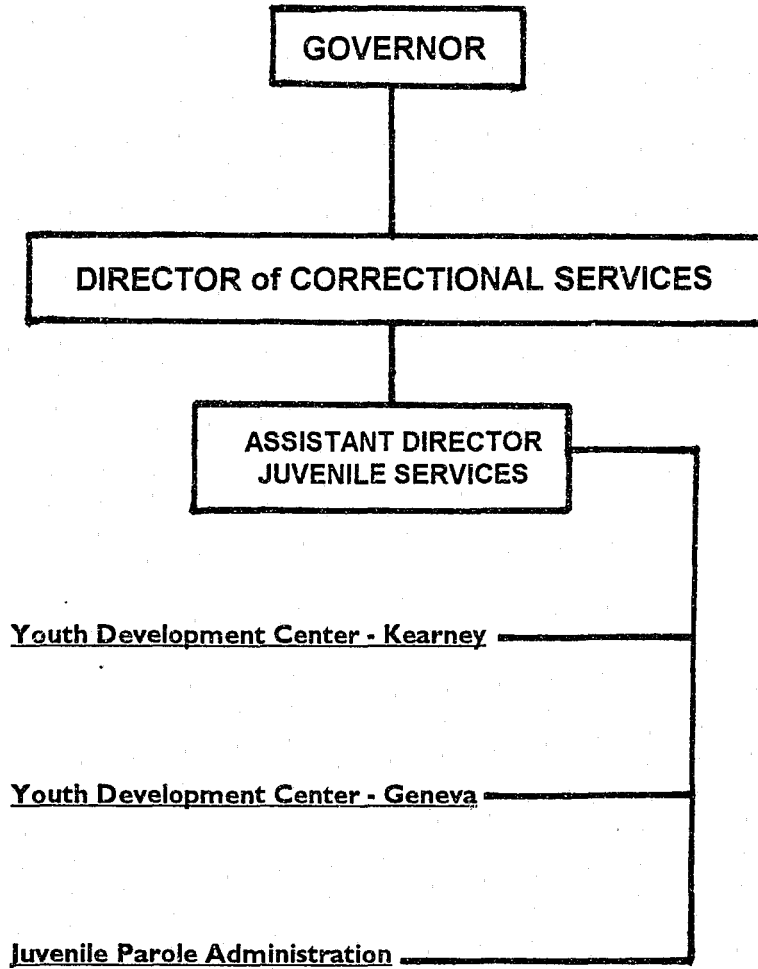 GOVERNOR
DIRECTOR of CORRECTIONAL SERVICES
ASSISTANT DIRECTOR
JUVENILE SERVICES
Youth Development Center - Kearney
Youth Development Center - Geneva
Juvenile Parole Administration